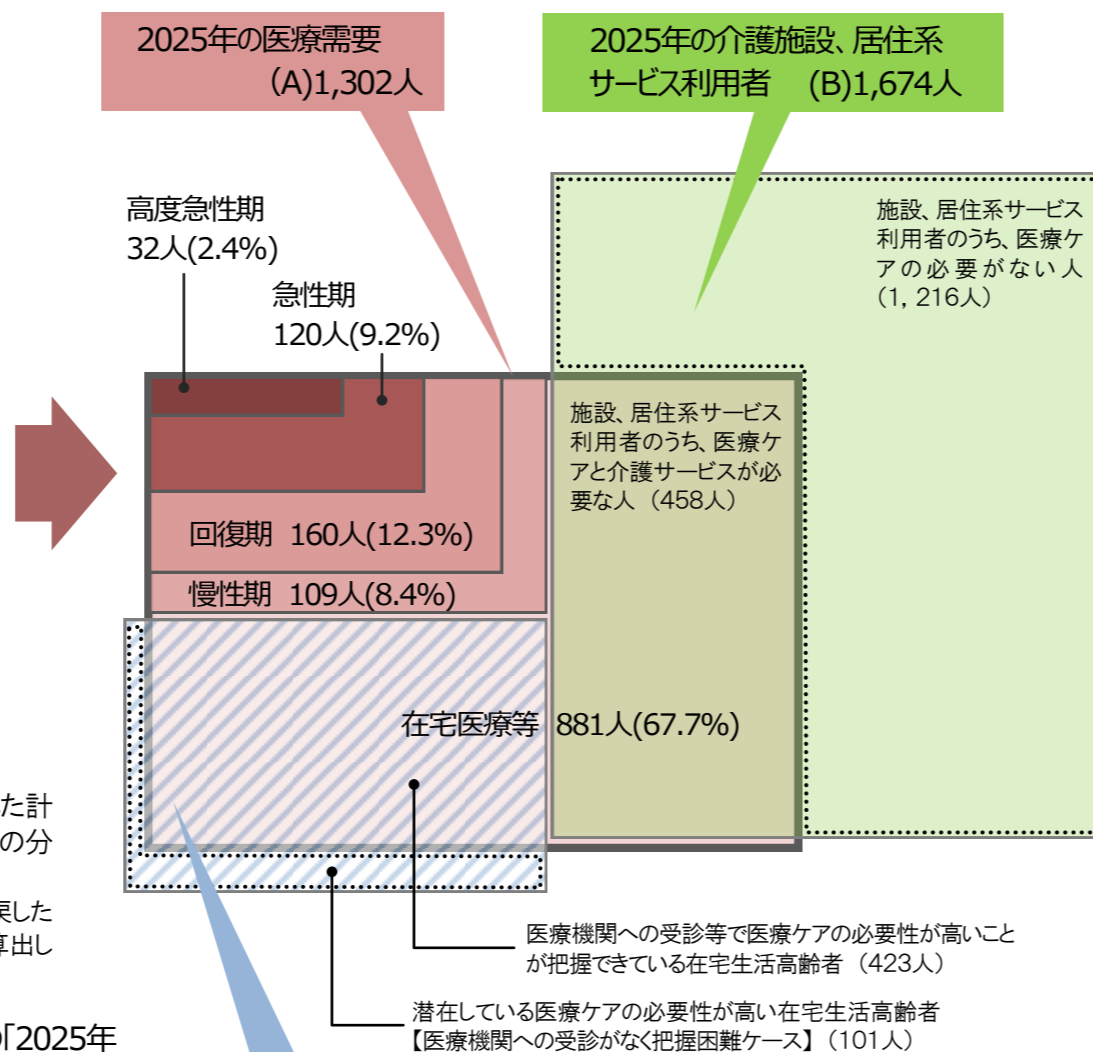 2025年の医療需要
(A)1,302人
2025年の介護施設、居住系
サービス利用者 (B)1,674人
高度急性期
32人(2.4%)
急性期
120人(9.2%)
施設、居住系サービス
利用者のうち、医療ケ
アの必要がない人
（1，216人）
施設、居住系サービス
利用者のうち、医療ケ
アと介護サービスが必
要な人 （458人）
回復期 160人(12.3%)
慢性期 109人(8.4%)
在宅医療等 881人(67.7%)
た計
の分
戻した
算出し
医療機関への受診等で医療ケアの必要性が高いこと
が把握できている在宅生活高齢者 （423人）
潜在している医療ケアの必要性が高い在宅生活高齢者
【医療機関への受診がなく把握困難ケース】 （101人）
の「2025年